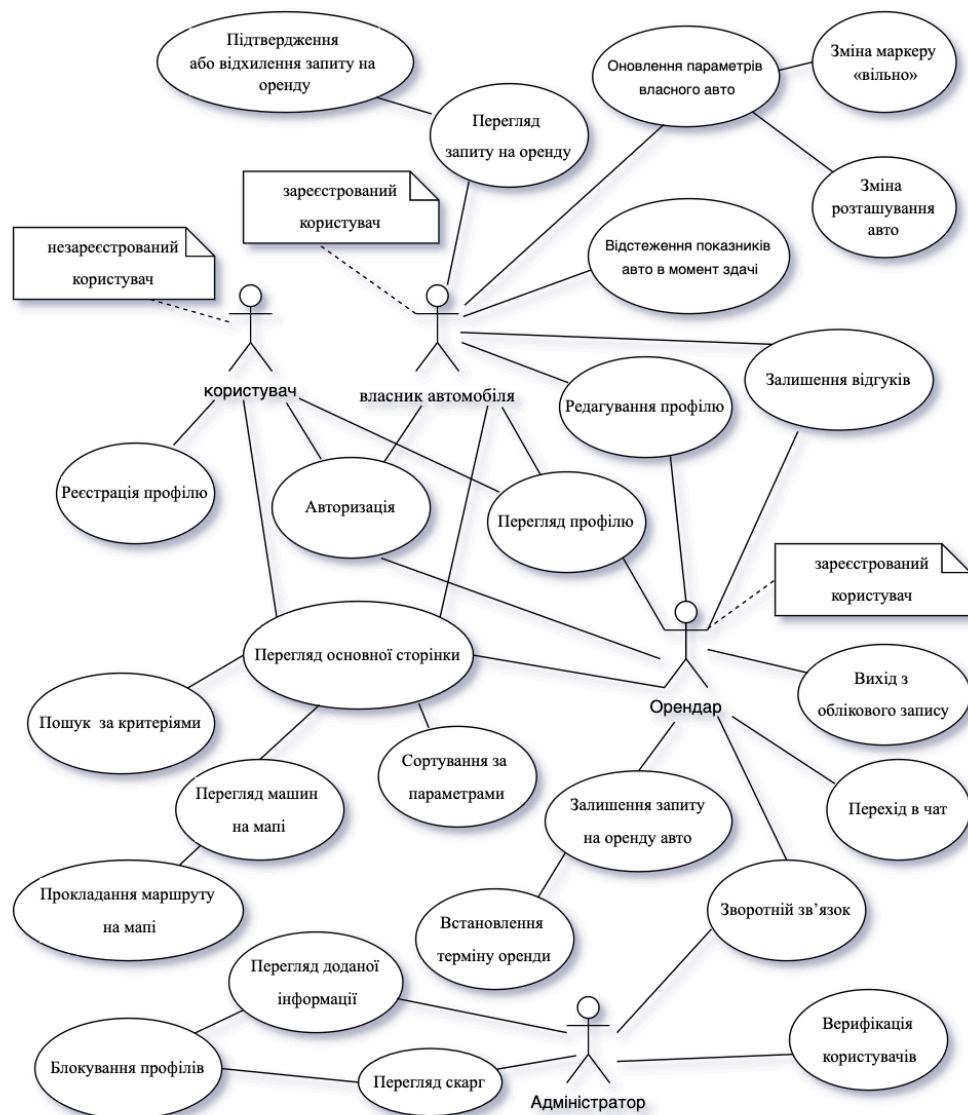 Підтвердження
або відхилення запиту на
оренду
Оновлення параметрів
власного авто
Зміна маркеру
«вільно»
Перегляд
запиту на оренду
зареєстрований
користувач
Зміна
розташування
авто
незареєстрований
користувач
Відстеження показників
авто в момент здачі
користувач
власник автомобіля
Редагування профілю
Залишення відгуків
Реєстрація профілю
Авторизація
Перегляд профілю
зареєстрований
користувач
Перегляд основної сторінки
Орендар
Вихід з
облікового запису
Пошук за критеріями
Сортування за
параметрами
Перегляд машин
на мапі
Залишення запиту
на оренду авто
Перехід в чат
Прокладання маршруту
на мапі
Встановлення
терміну оренди
Зворотній зв’язок
Перегляд доданої
інформації
Верифікація
користувачів
Блокування профілів
Перегляд скарг
Адміністратор